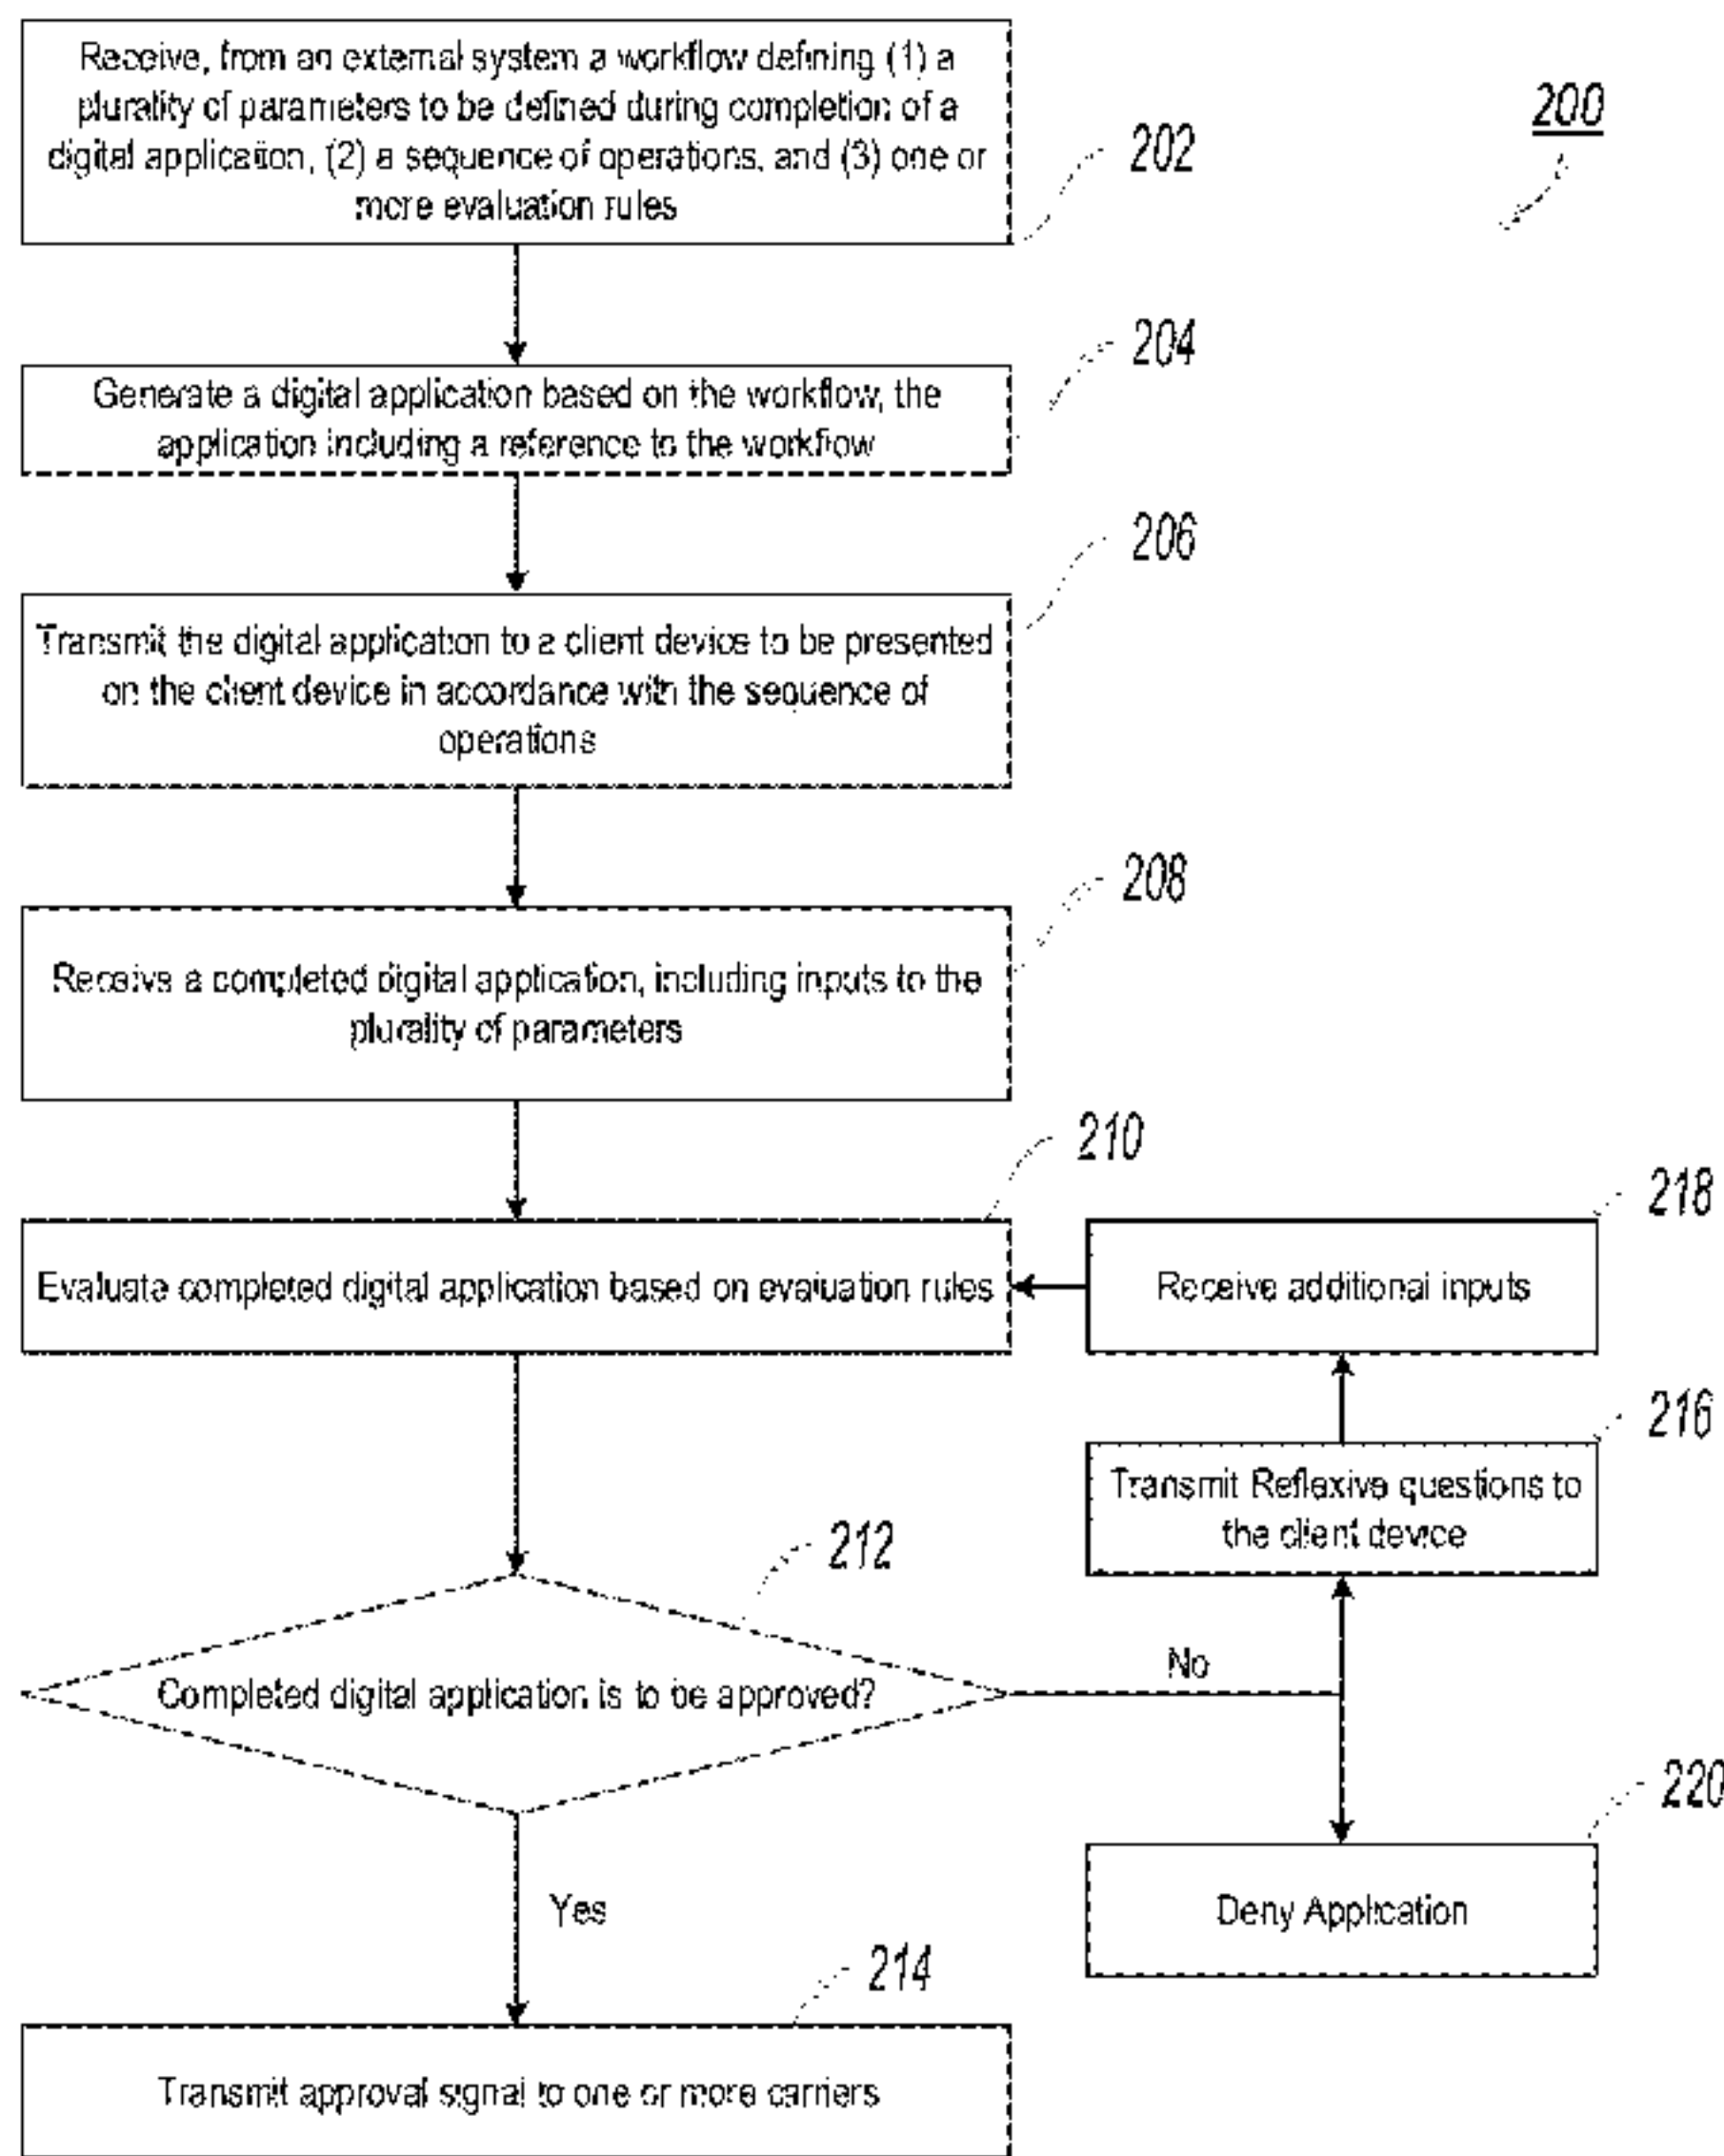 Receive, from an external system a workflow defining (1) a
plurality of parameters to be defined during completion of a
digital application, (2) a sequence of operations, and (3) one or
more evaluation rules
202
200
Generate a digital application based on the workflow, the
application including a reference to the workflow
204
Transmit the digital application to a client device to be presented
on the client device in accordance with the sequence of
operations
206
Receive a completed digital application, including inputs to the
plurality of parameters
208
Evaluate completed digital application based on evaluation rules
210
Receive additional inputs
218
Transmit Reflexive questions to
the client device
216
Completed digital application is to be approved?
212
No
Yes
Deny Application
220
Transmit approval signal to one or more carriers
214